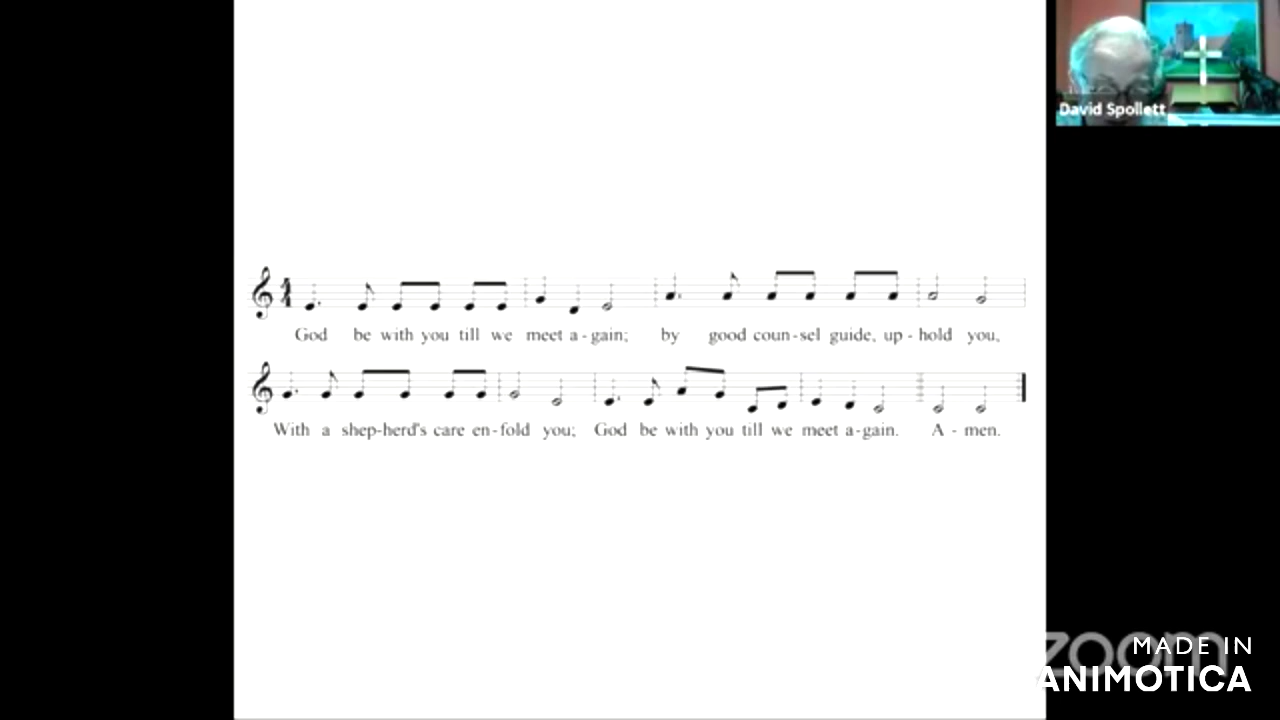 David Spollett
God be with you till we meet a-gain; by good coun-sel guide, up-hold you,
With a shep-herd's care en-fold you; God be with you till we meet a-gain. A-men.
zoom
MADE IN
ANIMOTICA